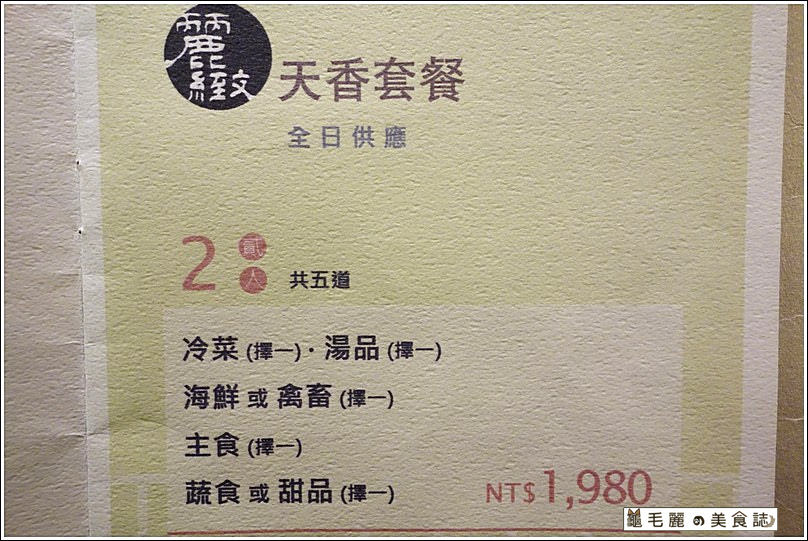 麗緻
天香套餐
全日供應
2 貳人 共五道
冷菜 (擇一)·湯品 (擇一)
海鮮 或 禽畜 (擇一)
主食 (擇一)
蔬食 或 甜品 (擇一) NT$1,980
毛麗の美食誌